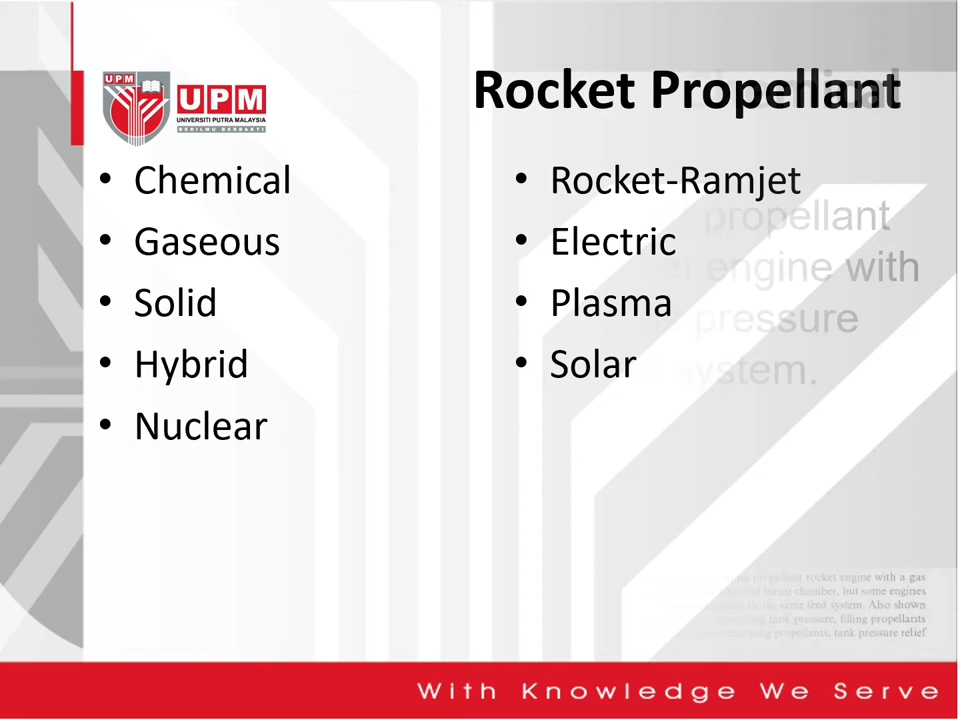 UPM
UPM
UNIVERSITI PUTRA MALAYSIA
BERILMU BERBAKTI
Rocket Propellant
• Chemical
• Gaseous
• Solid
• Hybrid
• Nuclear
• Rocket-Ramjet
• Electric
• Plasma
• Solar
propellant
engine with
pressure
system.
propellant rocket engine with a gas
thrust chamber, but some engines
by the same feed system. Also shown
tank pressure, filling propellants
propellants, tank pressure relief
With Knowledge We Serve